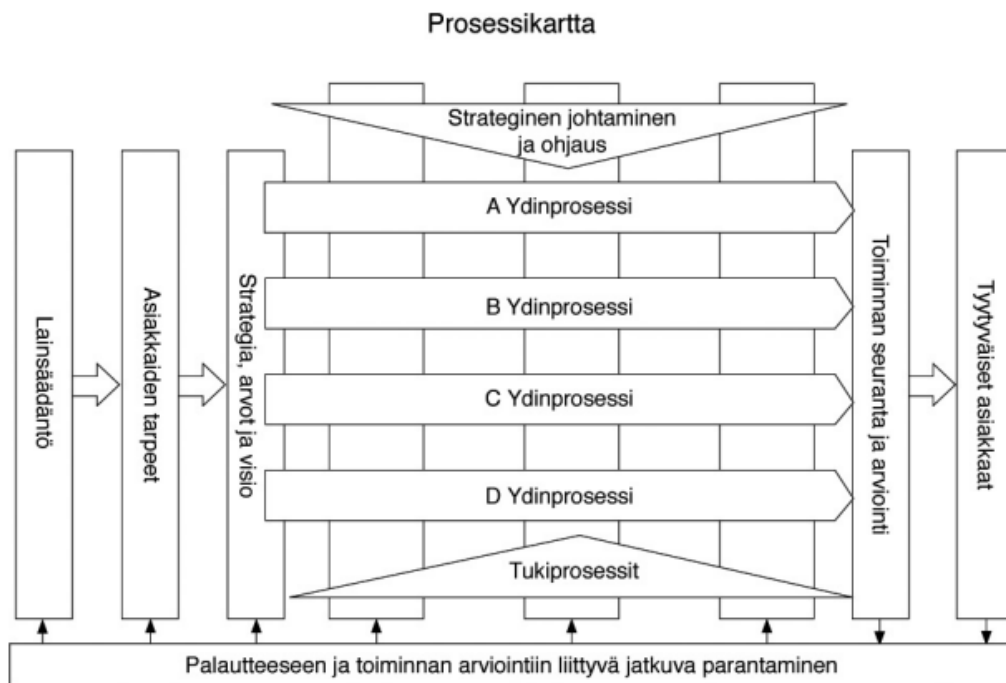 Prosessikartta
Strateginen johtaminen
ja ohjaus
Lainsäädäntö
Asiakkaiden tarpeet
Strategia, arvot ja visio
A Ydinprosessi
B Ydinprosessi
C Ydinprosessi
D Ydinprosessi
Tukiprosessit
Toiminnan seuranta ja arviointi
Tyytyväiset asiakkaat
Palautteeseen ja toiminnan arviointiin liittyvä jatkuva parantaminen